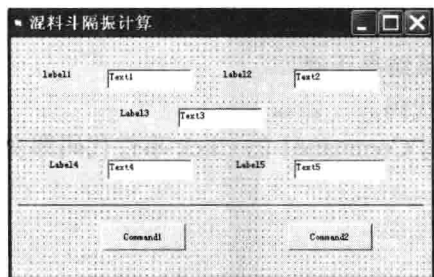 混料斗隔振计算
label1 Text1 label2 Text2
Label3 Text3
Label4 Text4 Label5 Text5
Command1 Command2